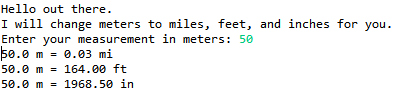 Hello out there.
I will change meters to miles, feet, and inches for you.
Enter your measurement in meters: 50
50.0 m = 0.03 mi
50.0 m = 164.00 ft
50.0 m = 1968.50 in